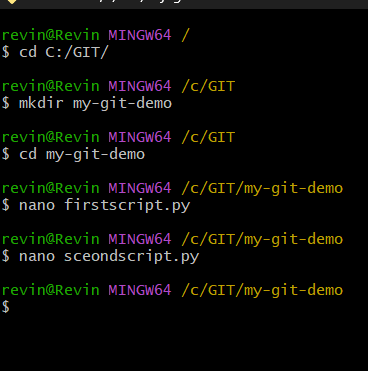 revin@Revin MINGW64 /
$ cd C:/GIT/
revin@Revin MINGW64 /c/GIT
$ mkdir my-git-demo
revin@Revin MINGW64 /c/GIT
$ cd my-git-demo
revin@Revin MINGW64 /c/GIT/my-git-demo
$ nano firstscript.py
revin@Revin MINGW64 /c/GIT/my-git-demo
$ nano sceondscript.py
revin@Revin MINGW64 /c/GIT/my-git-demo
$